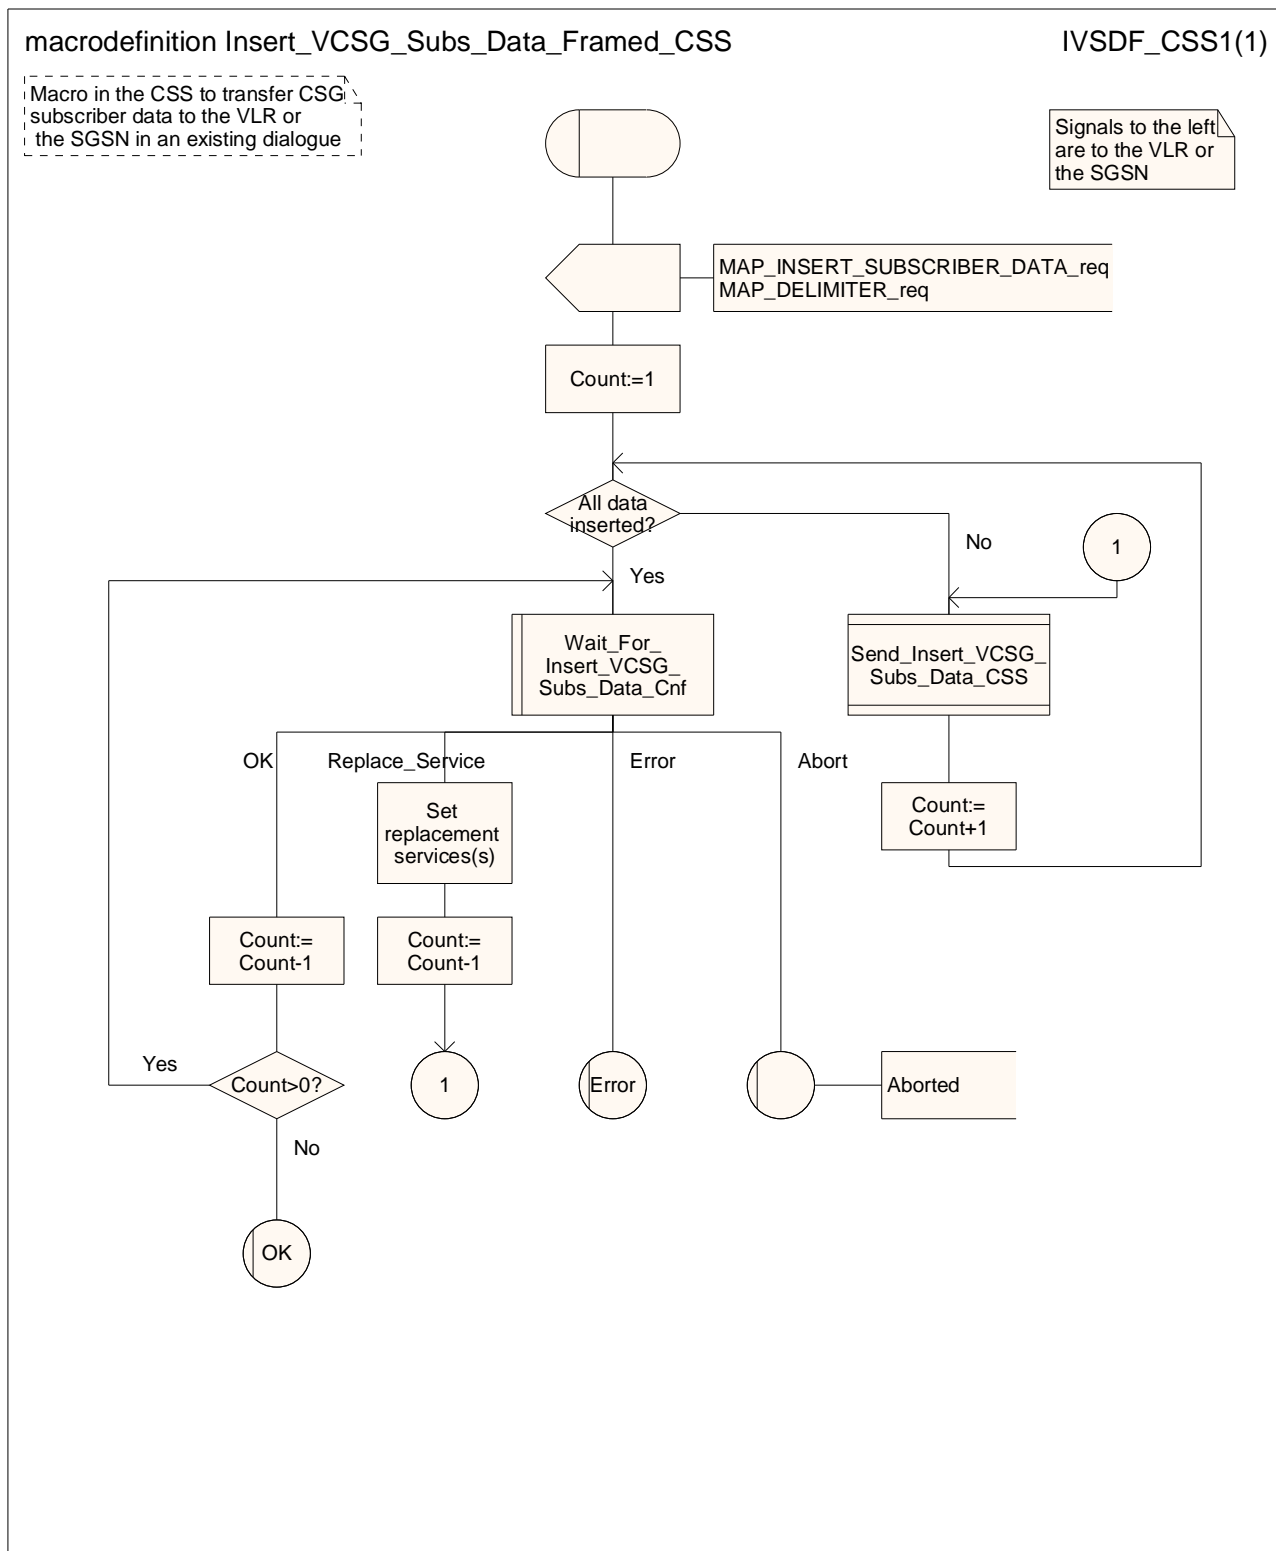 macrodefinition Insert_VCSG_Subs_Data_Framed_CSS
IVSDF_CSS1(1)
Macro in the CSS to transfer CSG
subscriber data to the VLR or
the SGSN in an existing dialogue
Signals to the left
are to the VLR or
the SGSN
MAP_INSERT_SUBSCRIBER_DATA_req
MAP_DELIMITER_req
Count:=1
All data
inserted?
No
1
Yes
Wait_For_
Insert_VCSG_
Subs_Data_Cnf
Send_Insert_VCSG_
Subs_Data_CSS
OK
Replace_Service
Error
Abort
Set
replacement
services(s)
Count:=
Count+1
Count:=
Count-1
Count:=
Count-1
Yes
Count>0?
1
Error
Aborted
No
OK